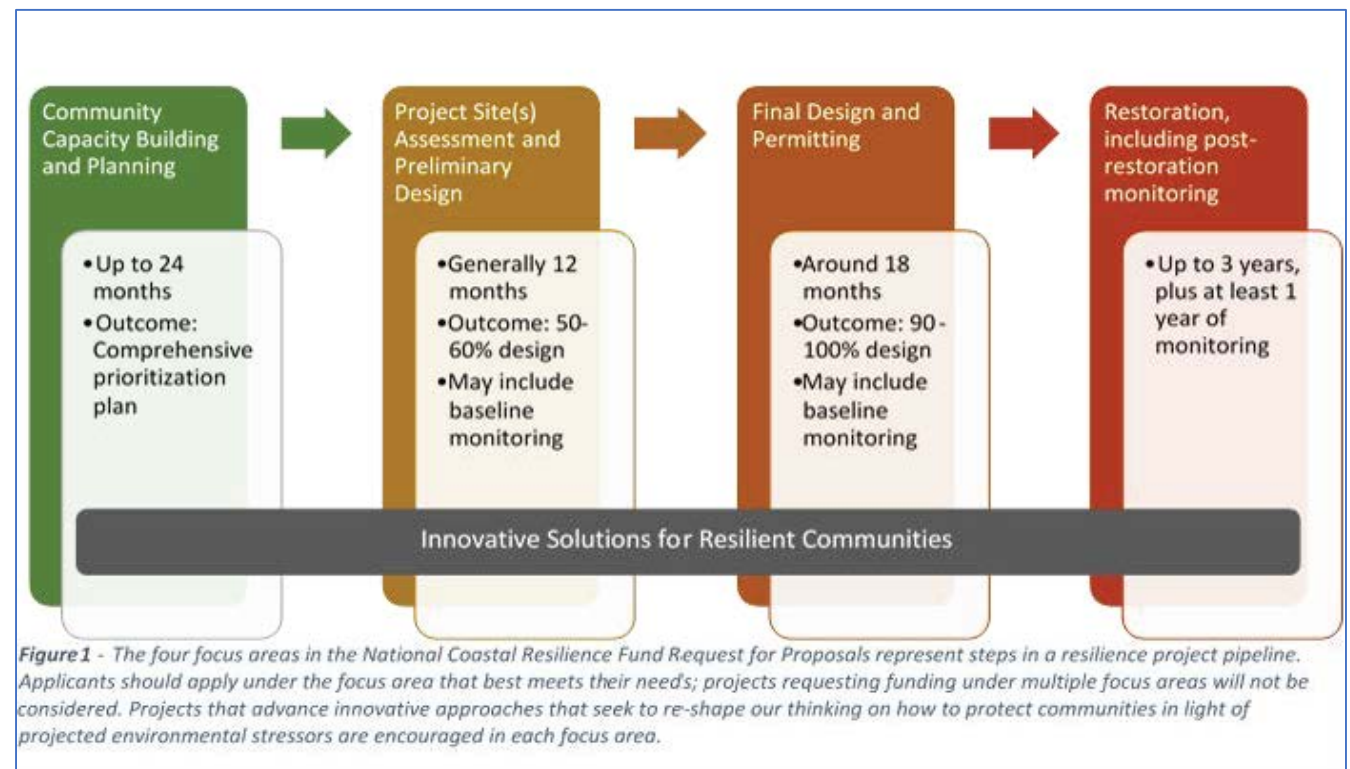 Community
Capacity Building
and Planning
•Up to 24
months
•Outcome:
Comprehensive
prioritization
plan
Project Site(s)
Assessment and
Preliminary
Design
•Generally 12
months
•Outcome: 50-
60% design
•May include
baseline
monitoring
Final Design and
Permitting
•Around 18
months
•Outcome: 90-
100% design
•May include
baseline
monitoring
Restoration,
including post-
restoration
monitoring
•Up to 3 years,
plus at least 1
year of
monitoring
Innovative Solutions for Resilient Communities
Figure 1 - The four focus areas in the National Coastal Resilience Fund Request for Proposals represent steps in a resilience project pipeline.
Applicants should apply under the focus area that best meets their needs; projects requesting funding under multiple focus areas will not be
considered. Projects that advance innovative approaches that seek to re-shape our thinking on how to protect communities in light of
projected environmental stressors are encouraged in each focus area.